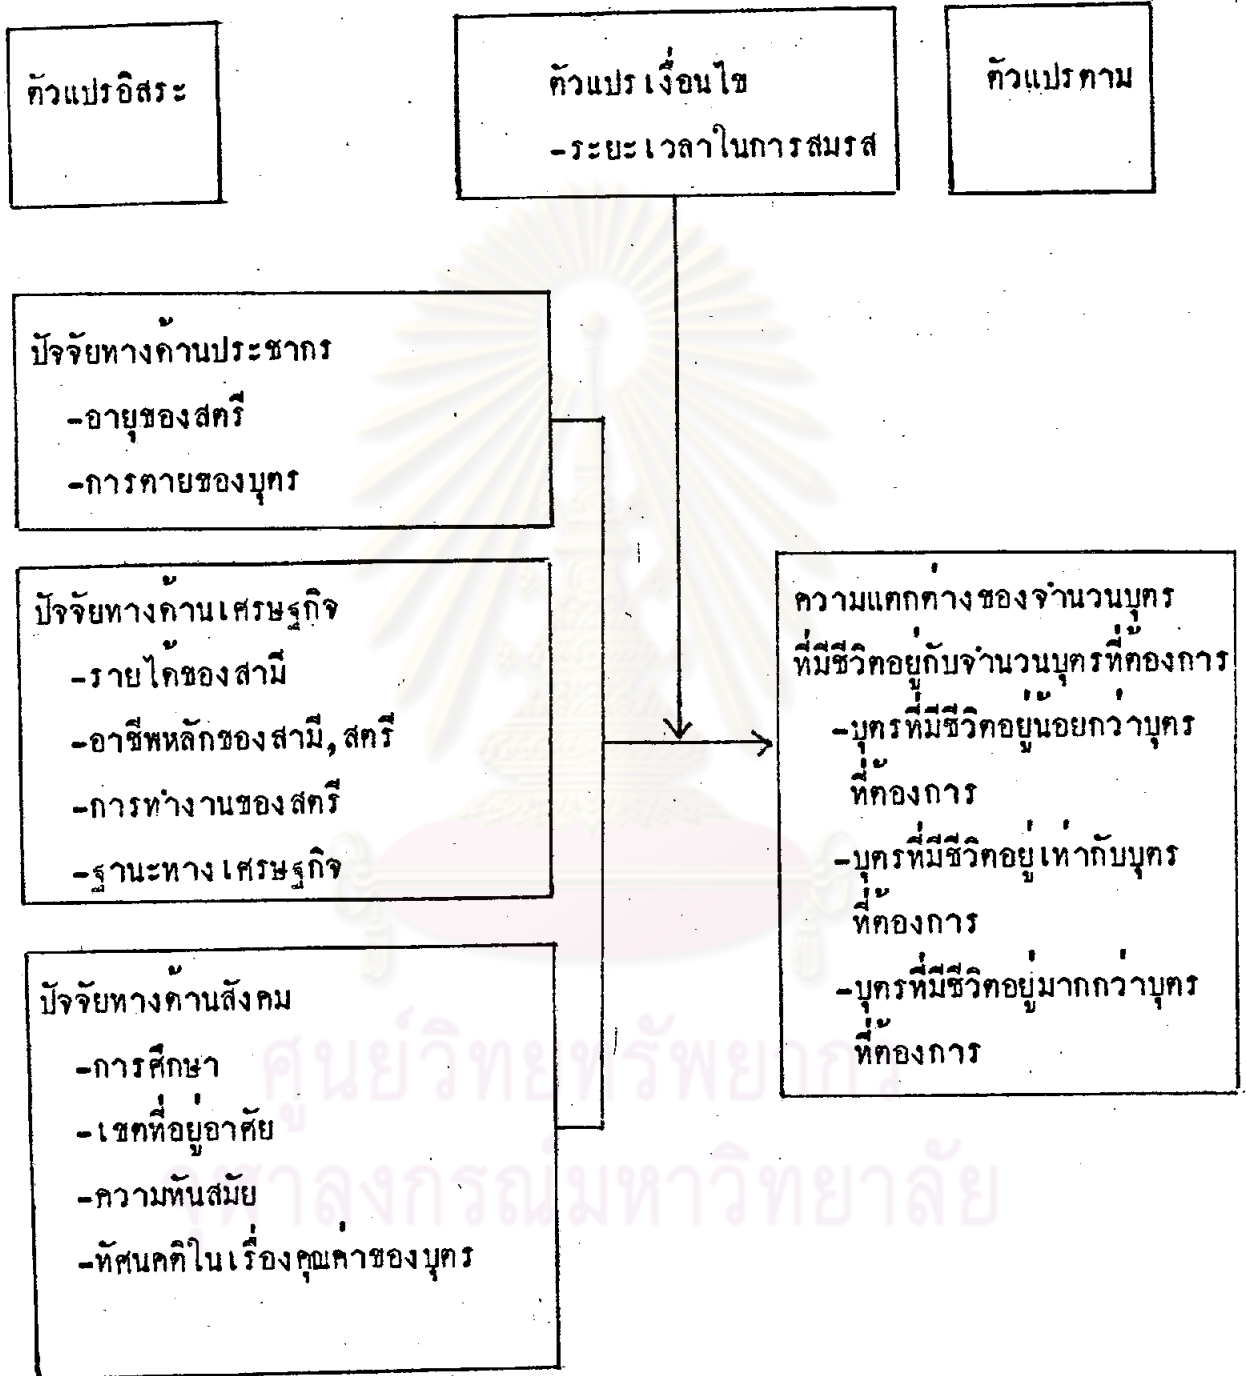 ตัวแปรอิสระ
ตัวแปรเงื่อนไข
-ระยะเวลาในการสมรส
ตัวแปรตาม
ปัจจัยทางด้านประชากร
-อายุของสตรี
-การตายของบุตร
ปัจจัยทางด้านเศรษฐกิจ
-รายได้ของสามี
-อาชีพหลักของสามี,สตรี
-การทำงานของสตรี
-ฐานะทางเศรษฐกิจ
ปัจจัยทางด้านสังคม
-การศึกษา
-เขตที่อยู่อาศัย
-ความทันสมัย
-ทัศนคติในเรื่องคุณค่าของบุตร
ความแตกต่างของจำนวนบุตร
ที่มีชีวิตอยู่กับจำนวนบุตรที่ต้องการ
-บุตรที่มีชีวิตอยู่น้อยกว่าบุตร
ที่ต้องการ
-บุตรที่มีชีวิตอยู่เท่ากับบุตร
ที่ต้องการ
-บุตรที่มีชีวิตอยู่มากกว่าบุตร
ที่ต้องการ
ศูนย์วิทยทรัพยากร
จุฬาลงกรณ์มหาวิทยาลัย